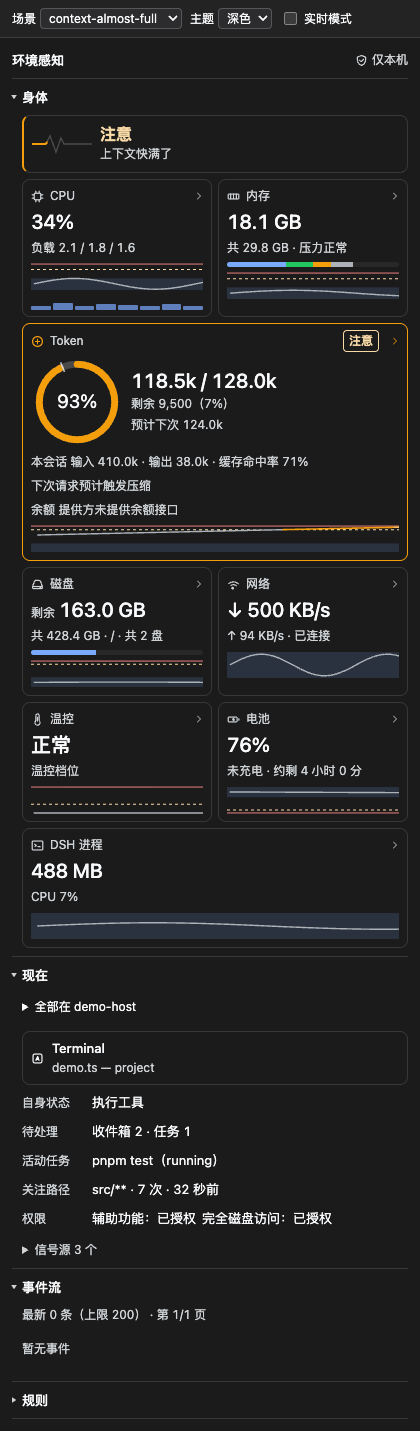 场景 context-almost-full 主题 深色 实时模式
环境感知 仅本机
身体
注意
上下文快满了
CPU
34%
负载 2.1 / 1.8 / 1.6
内存
18.1 GB
共 29.8 GB · 压力正常
Token 注意
93%
118.5k / 128.0k
剩余 9,500（7%）
预计下次 124.0k
本会话 输入 410.0k · 输出 38.0k · 缓存命中率 71%
下次请求预计触发压缩
余额 提供方未提供余额接口
磁盘
剩余 163.0 GB
共 428.4 GB · / · 共 2 盘
网络
↓ 500 KB/s
↑ 94 KB/s · 已连接
温控
正常
温控档位
电池
76%
未充电 · 约剩 4 小时 0 分
DSH 进程
488 MB
CPU 7%
现在
全部在 demo-host
Terminal
demo.ts — project
自身状态 执行工具
待处理 收件箱 2 · 任务 1
活动任务 pnpm test（running）
关注路径 src/** · 7 次 · 32 秒前
权限 辅助功能：已授权 完全磁盘访问：已授权
信号源 3 个
事件流
最新 0 条（上限 200） · 第 1/1 页
暂无事件
规则